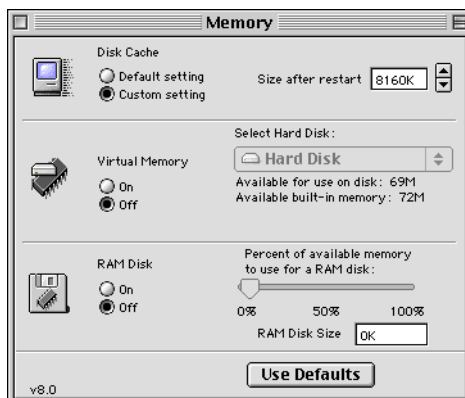 Memory
Disk Cache
Default setting
Custom setting
Size after restart 8160K
Select Hard Disk:
Virtual Memory
Hard Disk
On
Off
Available for use on disk: 69M
Available built-in memory: 72M
RAM Disk
Percent of available memory
to use for a RAM disk:
On
Off
0% 50% 100%
RAM Disk Size 0K
Use Defaults
v8.0